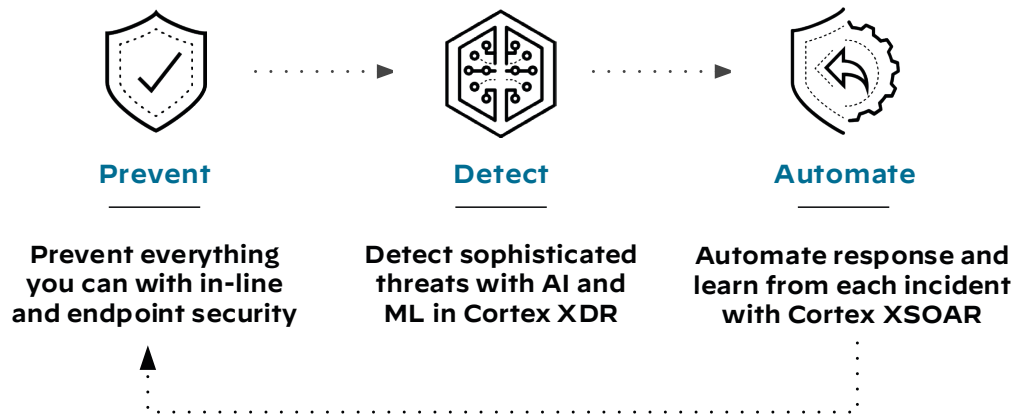 Prevent
Detect
Automate
Prevent everything
you can with in-line
and endpoint security
Detect sophisticated
threats with AI and
ML in Cortex XDR
Automate response and
learn from each incident
with Cortex XSOAR